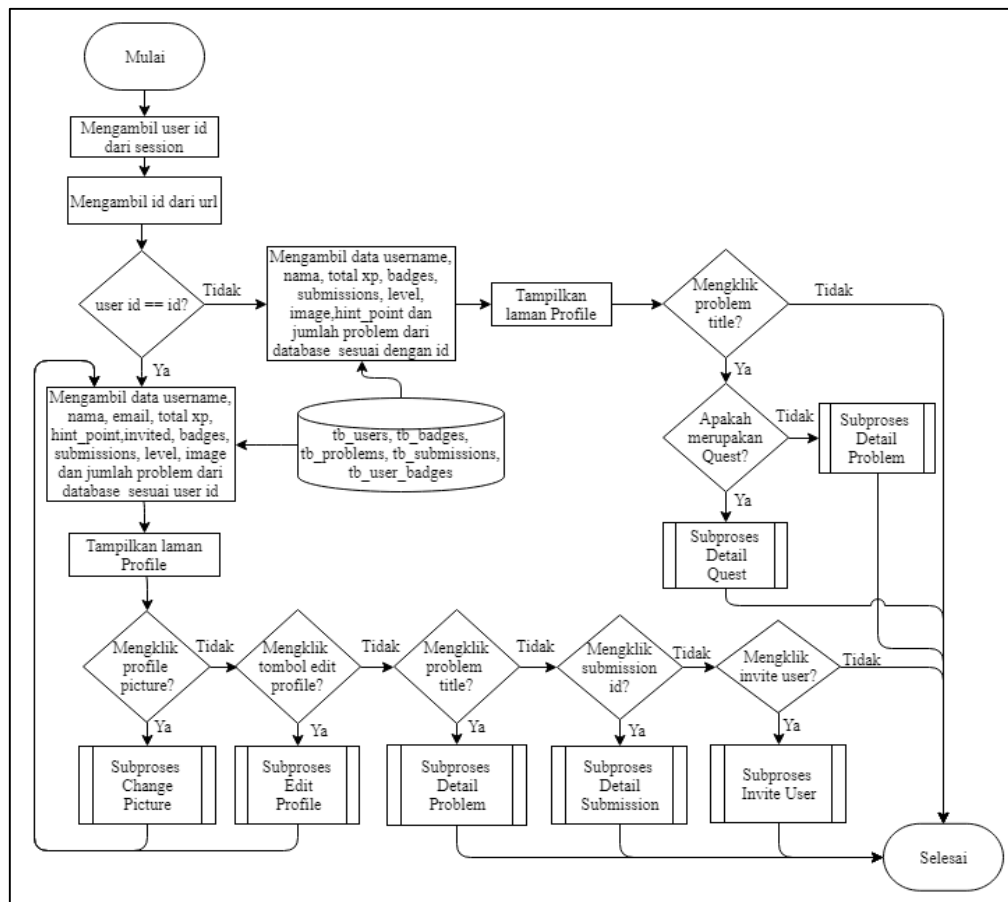 Mulai
Mengambil user id
dari session
Mengambil id dari url
user id == id?
Tidak
Mengambil data username,
nama, total xp, badges,
submissions, level,
image,hint_point dan
jumlah problem dari
database sesuai dengan id
Tampilkan
laman Profile
Mengklik
problem
title?
Tidak
Ya
Ya
Mengambil data username,
nama, email, total xp,
hint_point,invited, badges,
submissions, level, image
dan jumlah problem dari
database sesuai user id
tb_users, tb_badges,
tb_problems, tb_submissions,
tb_user_badges
Apakah
merupakan
Quest?
Tidak
Subproses
Detail
Problem
Ya
Subproses
Detail
Quest
Tampilkan laman
Profile
Mengklik
profile
picture?
Tidak
Mengklik
tombol edit
profile?
Tidak
Mengklik
problem
title?
Tidak
Mengklik
submission
id?
Tidak
Mengklik
invite user?
Tidak
Ya
Ya
Ya
Ya
Ya
Subproses
Change
Picture
Subproses
Edit
Profile
Subproses
Detail
Problem
Subproses
Detail
Submission
Subproses
Invite User
Selesai